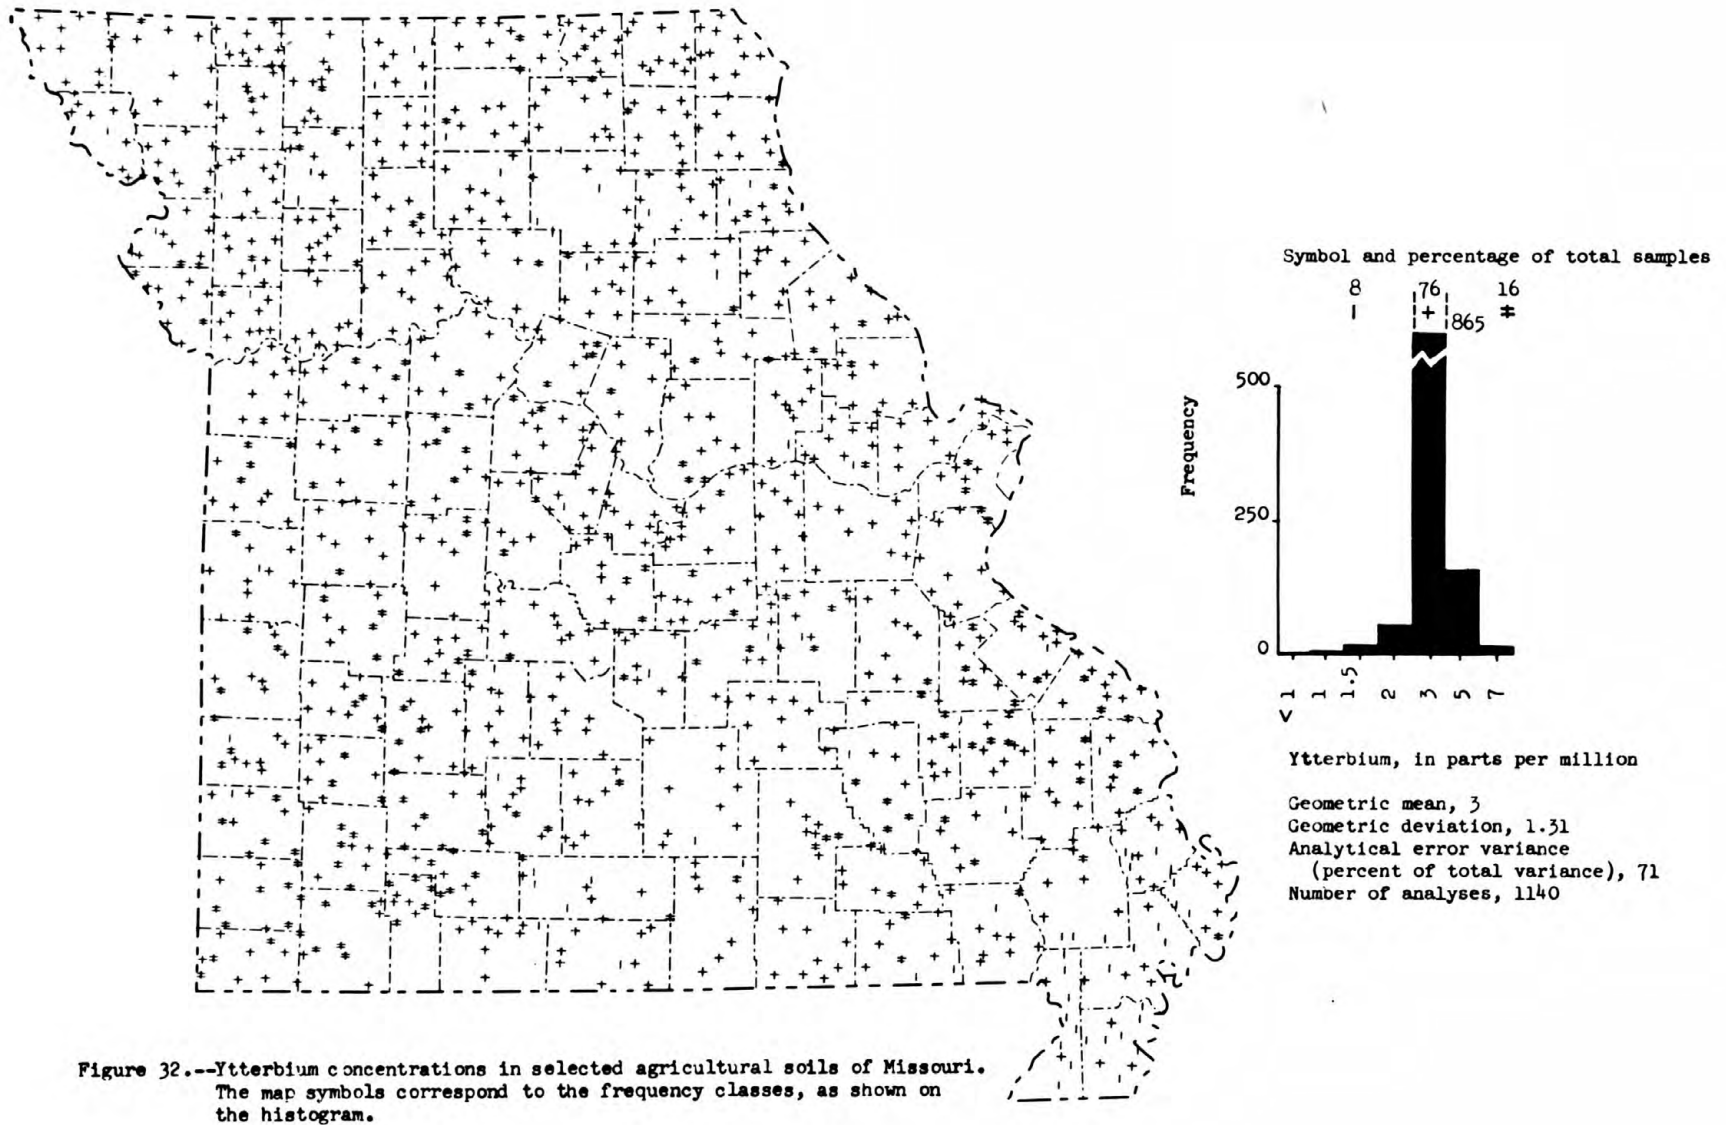 Symbol and percentage of total samples
8 76 16
865
500
250
0
Frequency
< 1 1 1.5 2 3 5 7
Ytterbium, in parts per million
Geometric mean, 3
Geometric deviation, 1.31
Analytical error variance
(percent of total variance), 71
Number of analyses, 1140
Figure 32.--Ytterbium concentrations in selected agricultural soils of Missouri.
The map symbols correspond to the frequency classes, as shown on
the histogram.